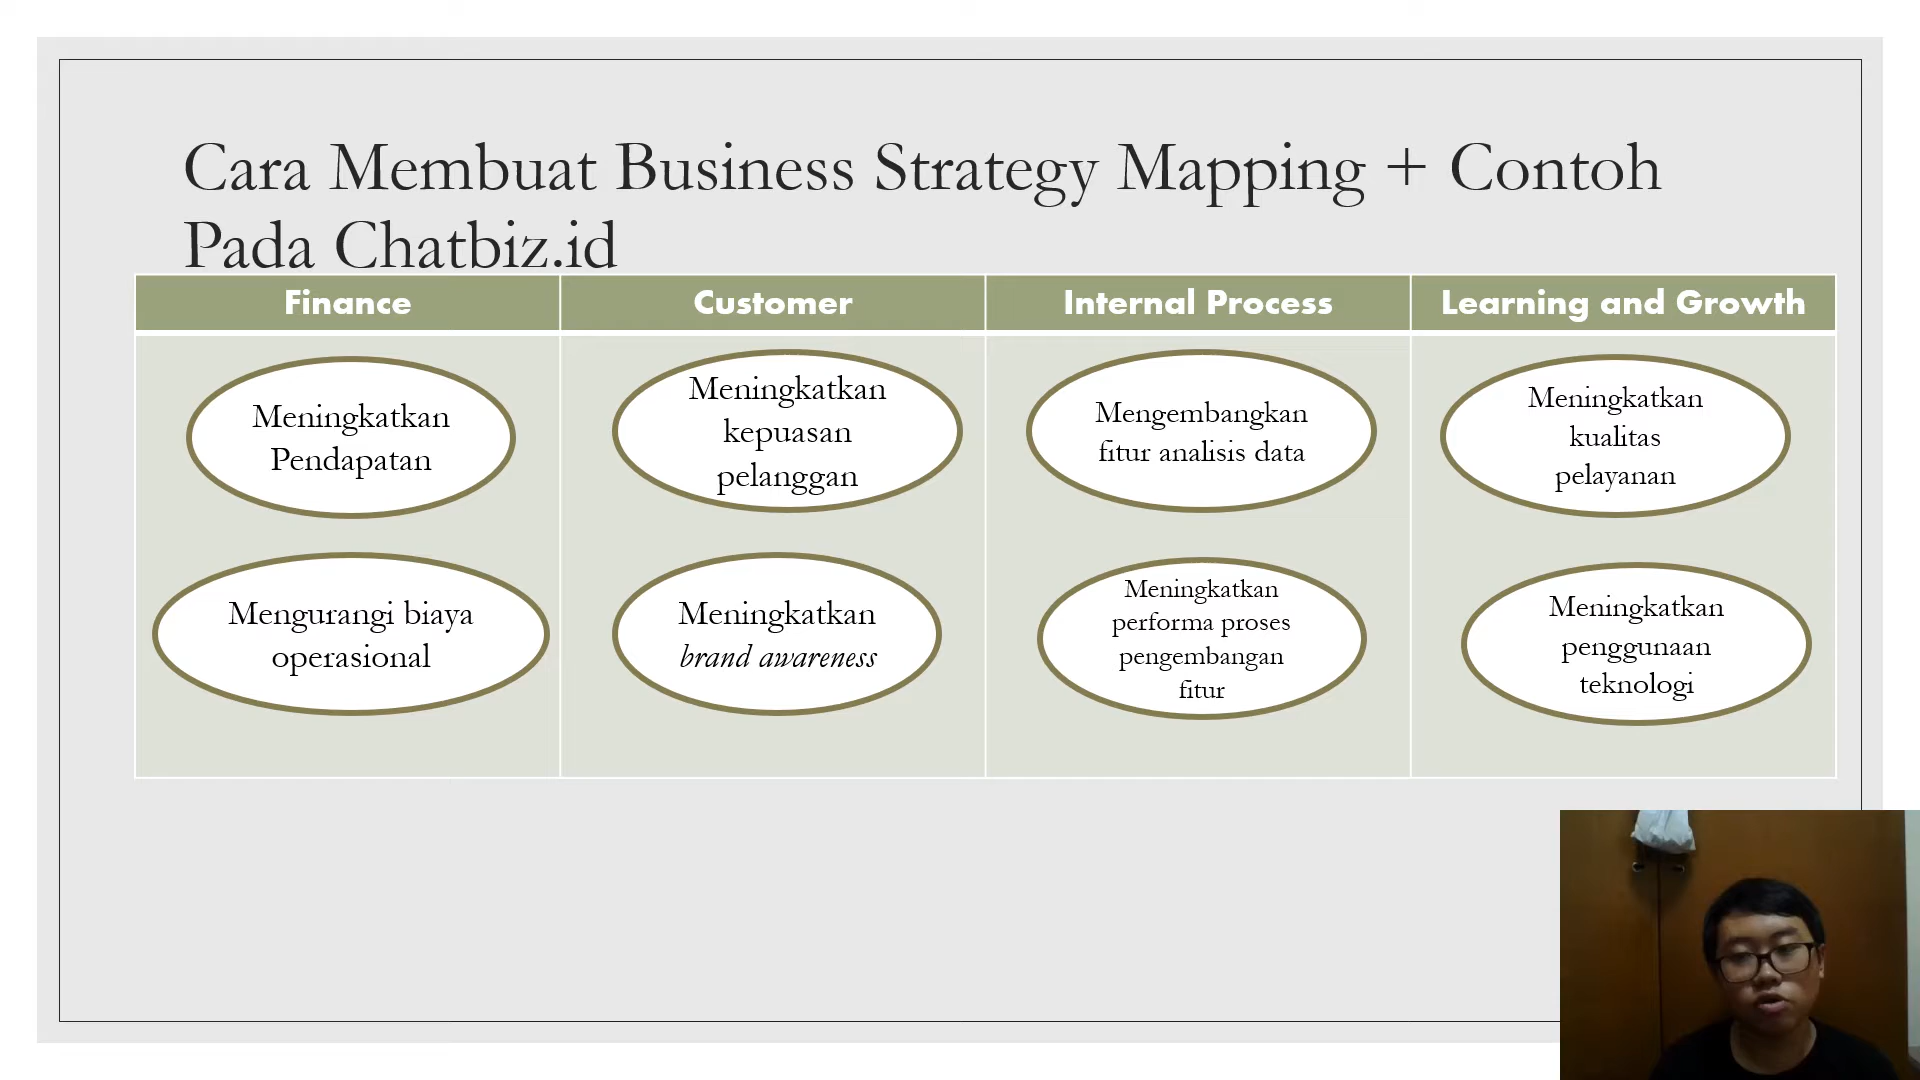 Cara Membuat Business Strategy Mapping + Contoh
Pada Chatbiz.id
Finance
Customer
Internal Process
Learning and Growth
Meningkatkan
Pendapatan
Meningkatkan
kepuasan
pelanggan
Mengembangkan
fitur analisis data
Meningkatkan
kualitas
pelayanan
Mengurangi biaya
operasional
Meningkatkan
brand awareness
Meningkatkan
performa proses
pengembangan
fitur
Meningkatkan
penggunaan
teknologi